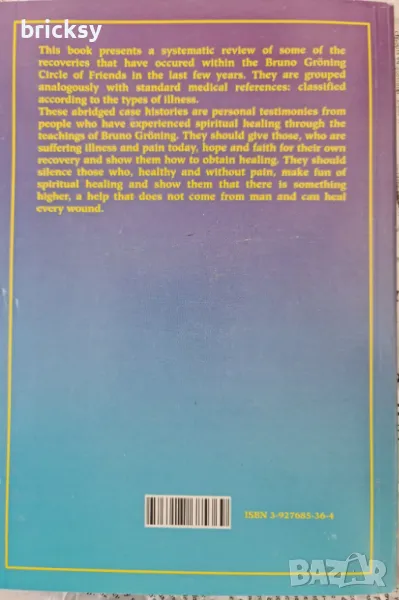 bricksy
This book presents a systematic review of some of the
recoveries that have occured within the Bruno Gröning
Circle of Friends in the last few years. They are grouped
analogously with standard medical references: classified
according to the types of illness.
These abridged case histories are personal testimonies from
people who have experienced spiritual healing through the
teachings of Bruno Gröning. They should give those, who are
suffering illness and pain today, hope and faith for their own
recovery and show them how to obtain healing. They should
silence those who, healthy and without pain, make fun of
spiritual healing and show them that there is something
higher, a help that does not come from man and can heal
every wound.
ISBN 3-927685-36-4
BAZAR